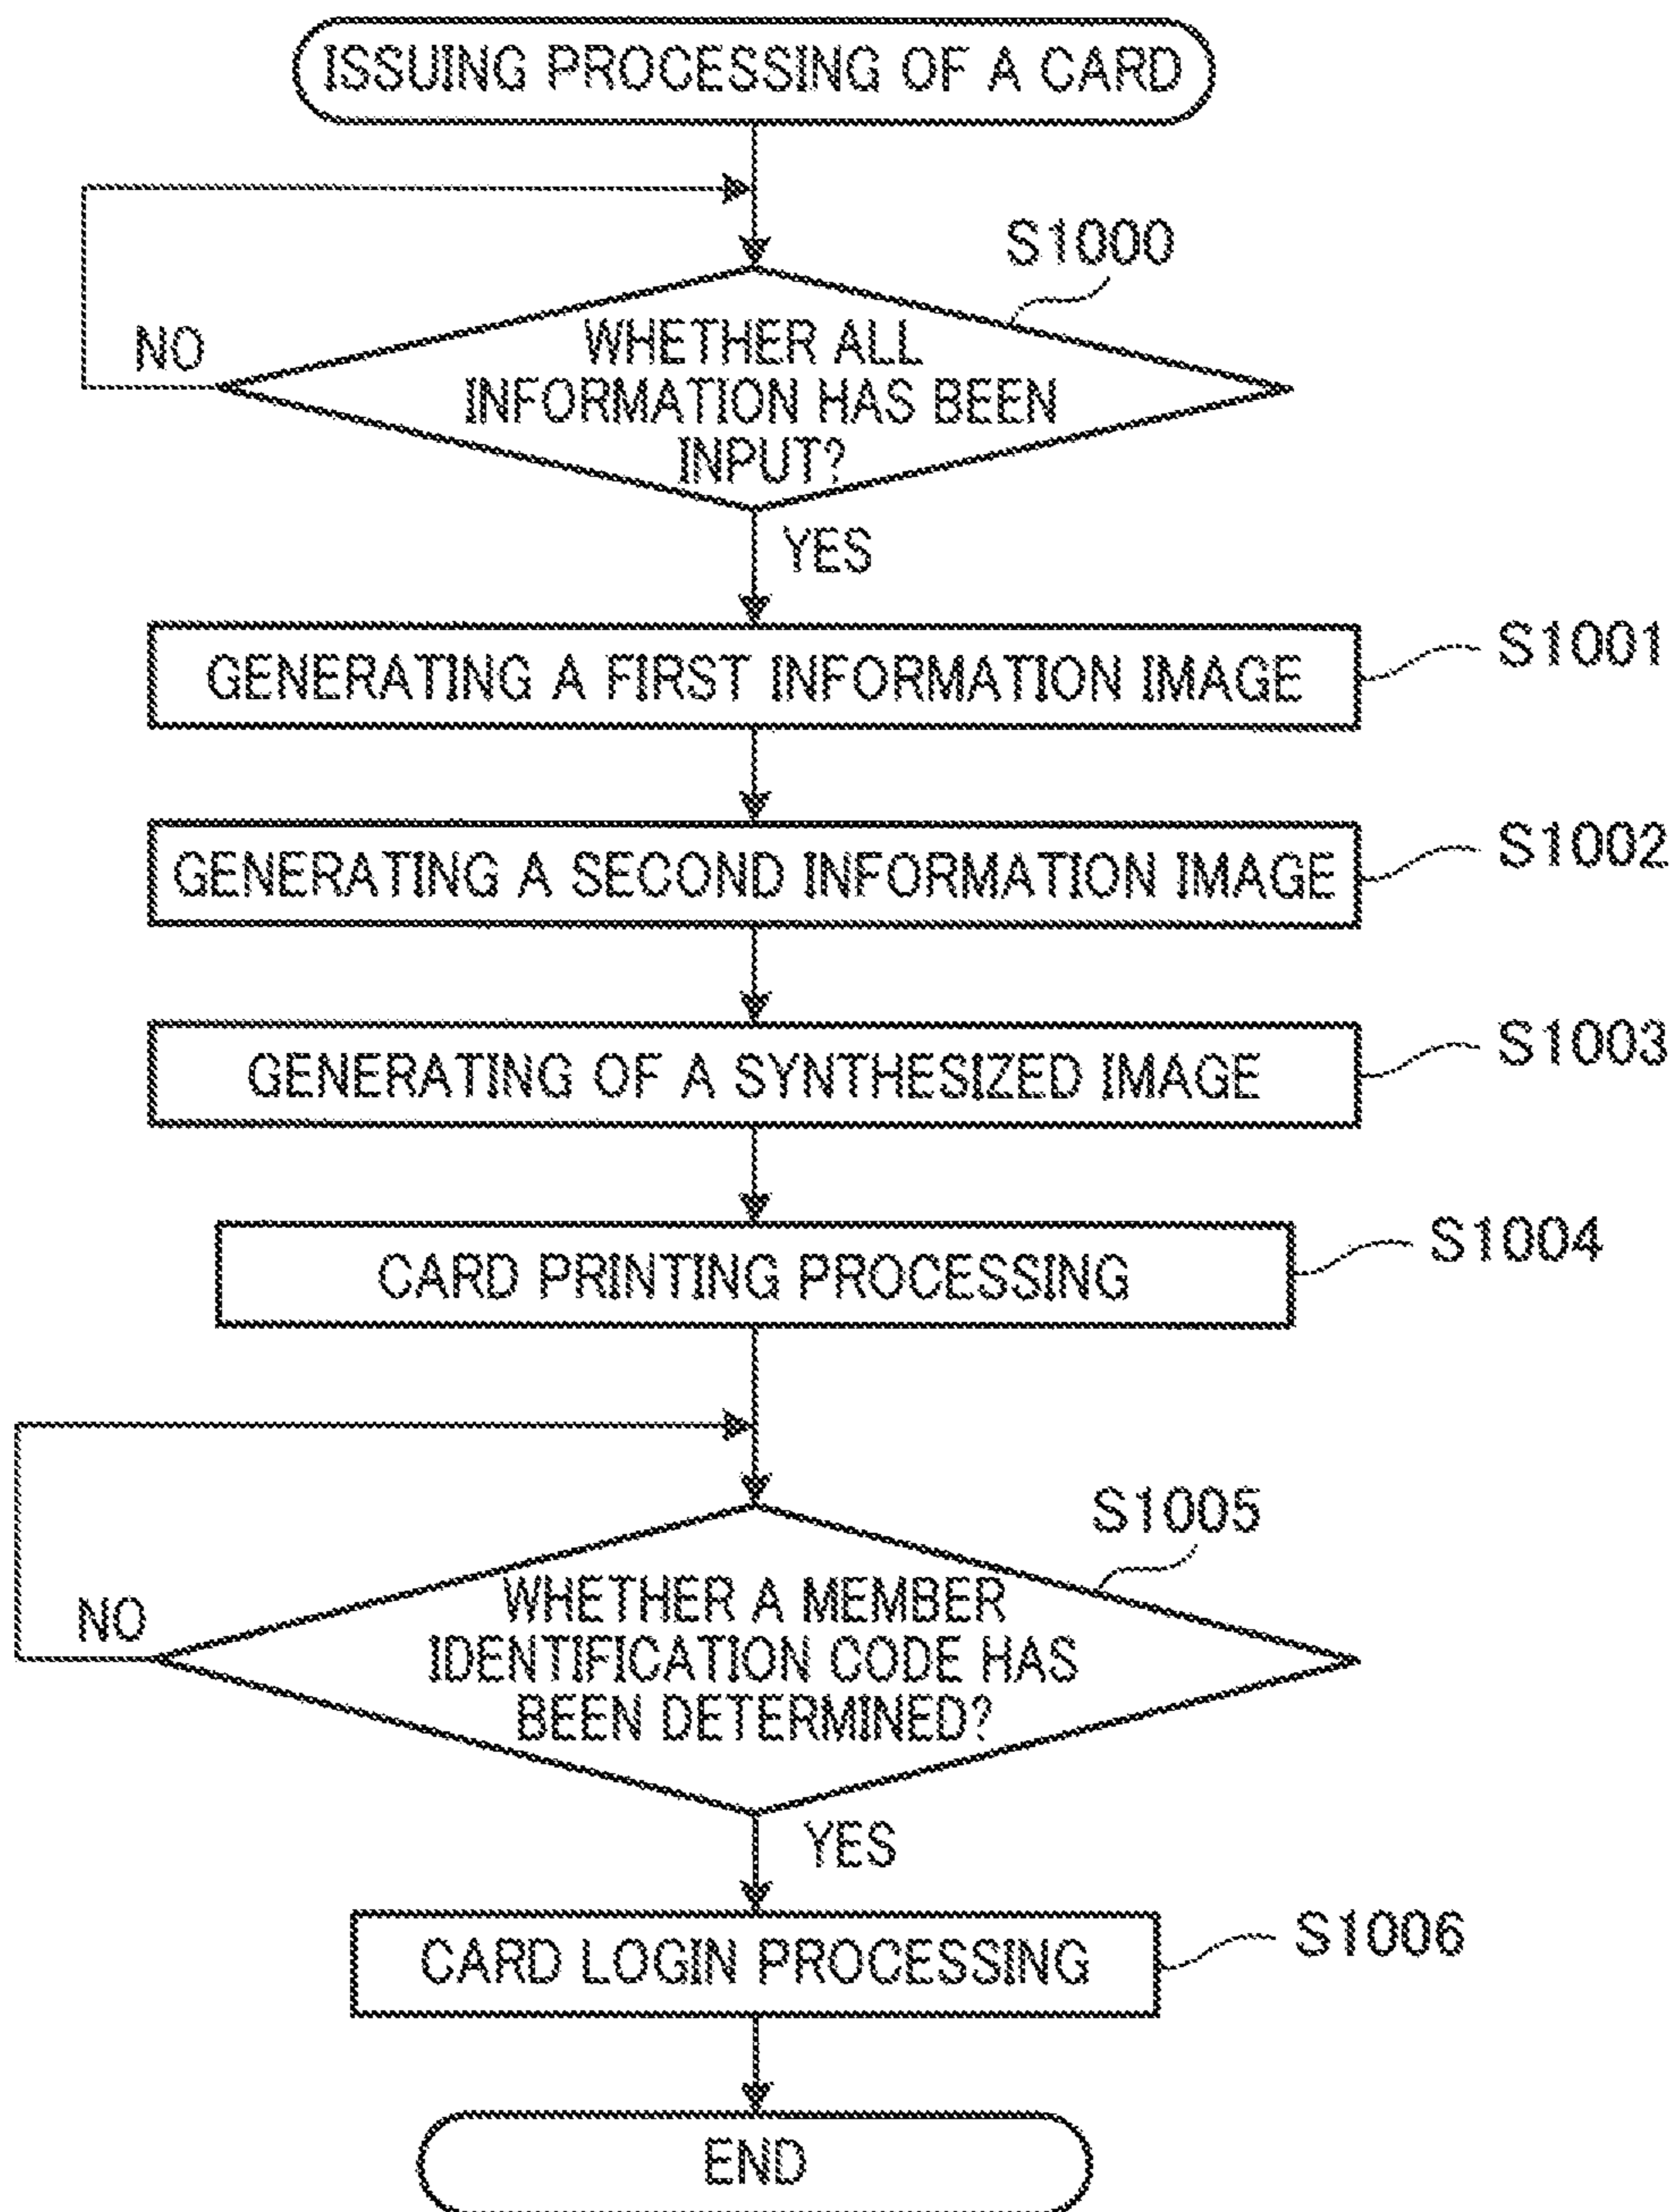 ISSUING PROCESSING OF A CARD
S1000
NO
WHETHER ALL
INFORMATION HAS BEEN
INPUT?
YES
GENERATING A FIRST INFORMATION IMAGE
S1001
GENERATING A SECOND INFORMATION IMAGE
S1002
GENERATING OF A SYNTHESIZED IMAGE
S1003
CARD PRINTING PROCESSING
S1004
S1005
NO
WHETHER A MEMBER
IDENTIFICATION CODE HAS
BEEN DETERMINED?
YES
CARD LOGIN PROCESSING
S1006
END